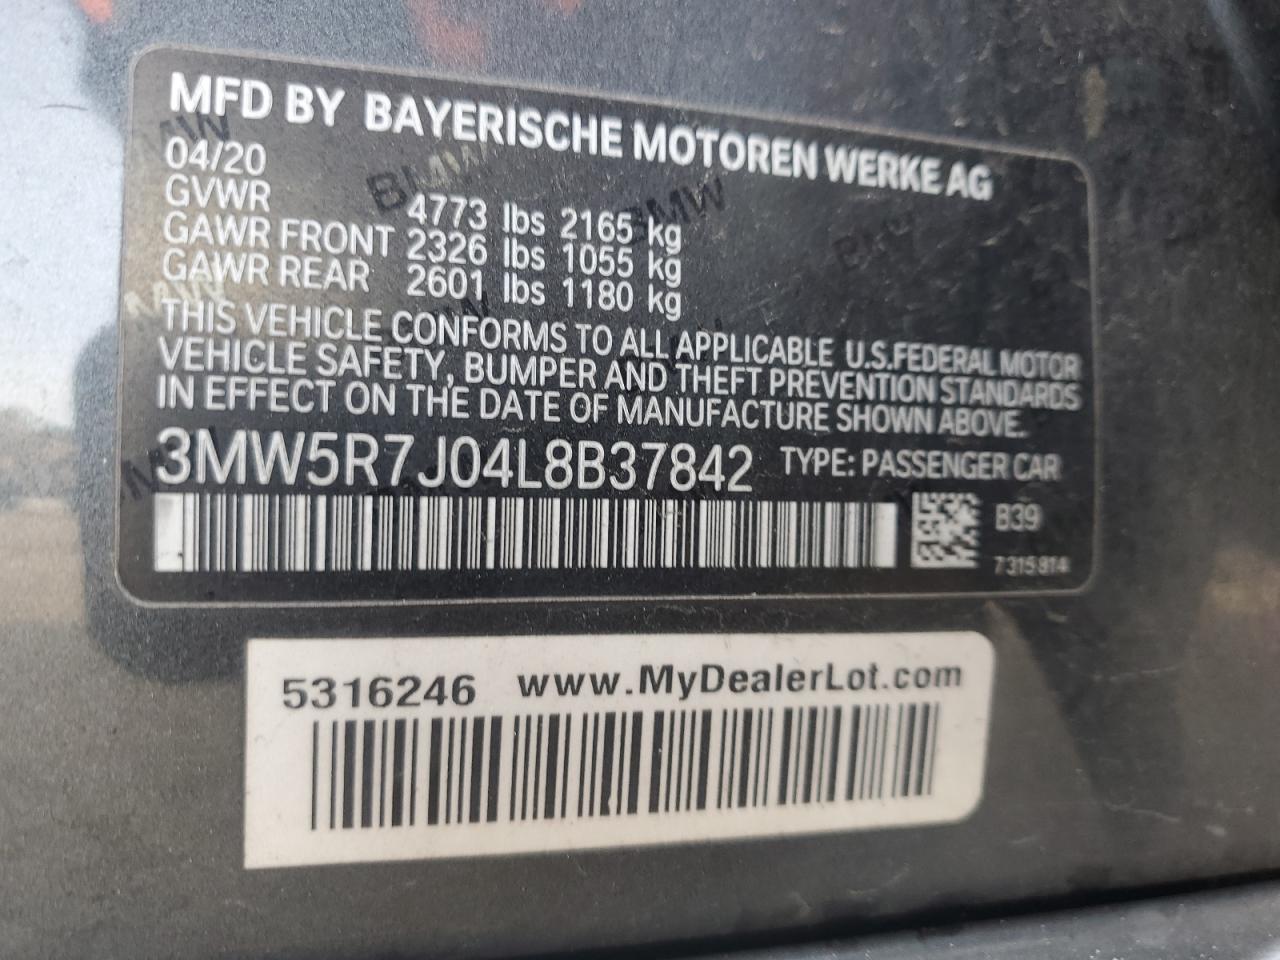 MFD BY BAYERISCHE MOTOREN WERKE AG
04/20
GVWR 4773 lbs 2165 kg
GAWR FRONT 2326 lbs 1055 kg
GAWR REAR 2601 lbs 1180 kg
THIS VEHICLE CONFORMS TO ALL APPLICABLE U.S.FEDERAL MOTOR
VEHICLE SAFETY, BUMPER AND THEFT PREVENTION STANDARDS
IN EFFECT ON THE DATE OF MANUFACTURE SHOWN ABOVE.
3MW5R7J04L8B37842 TYPE: PASSENGER CAR
B39
7315814
5316246 www.MyDealerLot.com